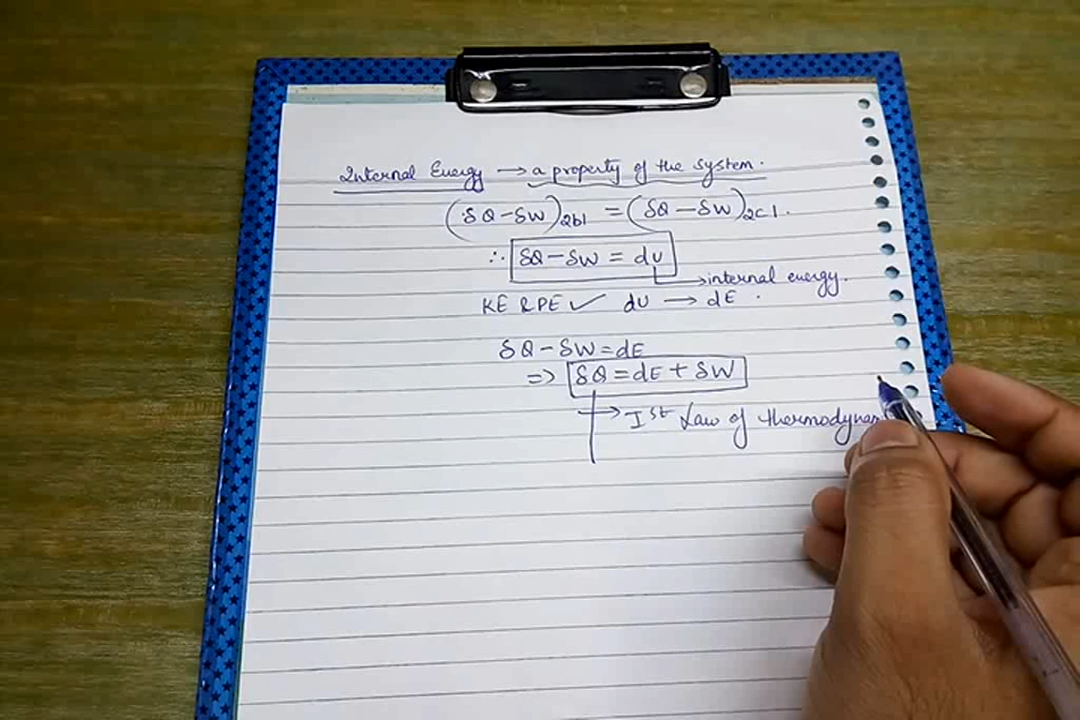 Internal Energy → a property of the system.
(δQ-δW)2b1 = (δQ-δW)2c1.
∴ δQ-δW = du
→internal energy.
KE & PE ✓ du → dE.
δQ-δW=dE
=> δQ = dE + δW
→ Ist Law of thermodynam